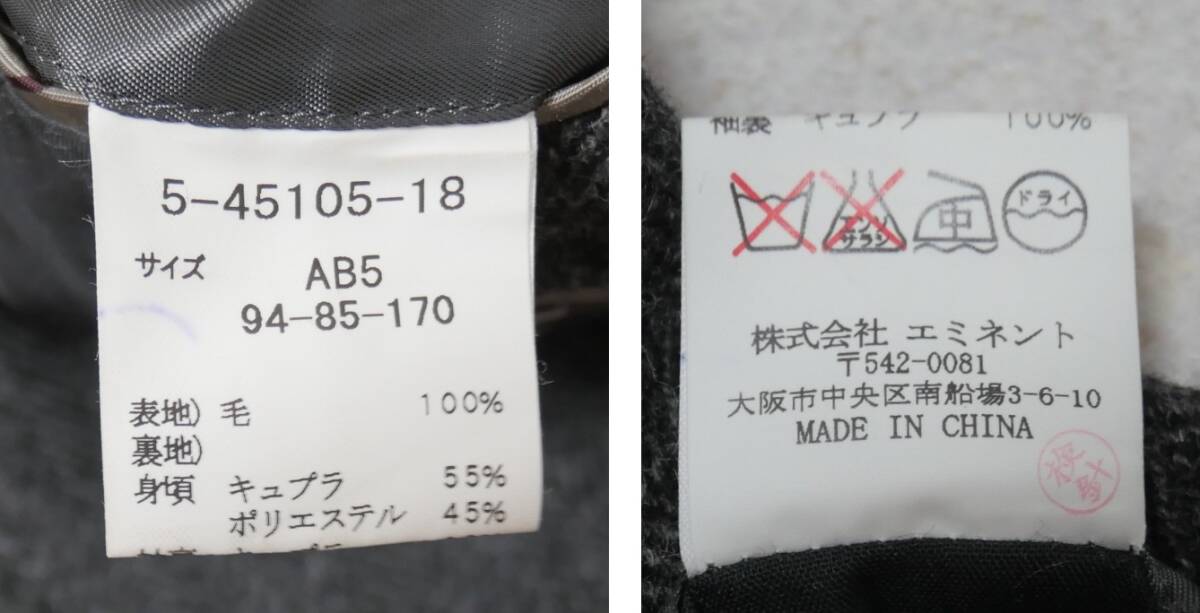 5-45105-18
サイズ AB5
94-85-170
表地) 毛 100%
裏地)
身頃 キュプラ 55%
ポリエステル 45%
袖裏 キュプラ 100%
エンソ
サラシ
中
ドライ
株式会社 エミネント
〒542-0081
大阪市中央区南船場3-6-10
MADE IN CHINA
検